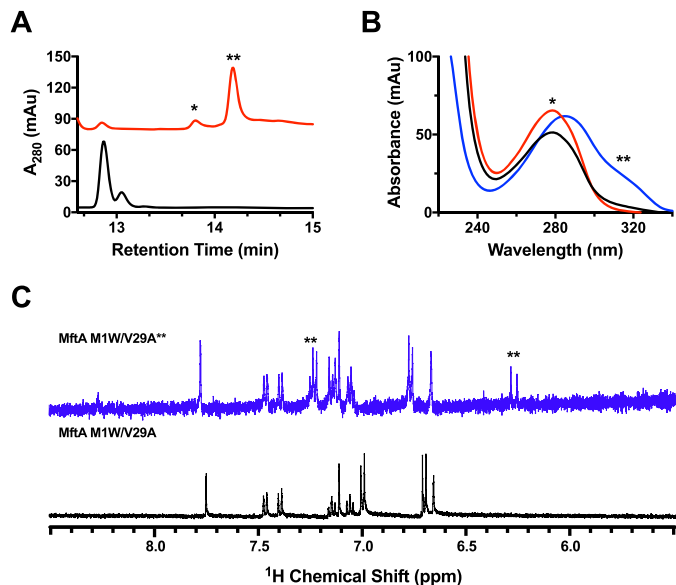 A
B
150
120
90
60
30
0
A280 (mAu)
*
**
13
14
15
Retention Time (min)
100
50
0
Absorbance (mAu)
*
**
240
280
320
Wavelength (nm)
C
MftA M1W/V29A**
**
**
MftA M1W/V29A
8.0
7.5
7.0
6.5
6.0
1H Chemical Shift (ppm)